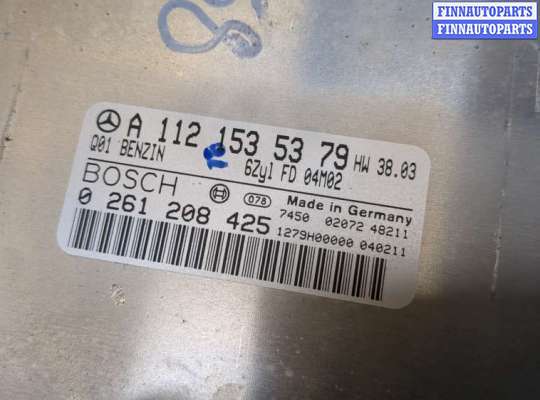 FINNAUTOPARTS
FINNAUTOPARTS
A 112 153 53 79 HW 38.03
Q01 BENZIN 6Zyl FD 04M02
BOSCH 078 Made in Germany
0 261 208 425 7450 02072 48211
1279H00000 040211